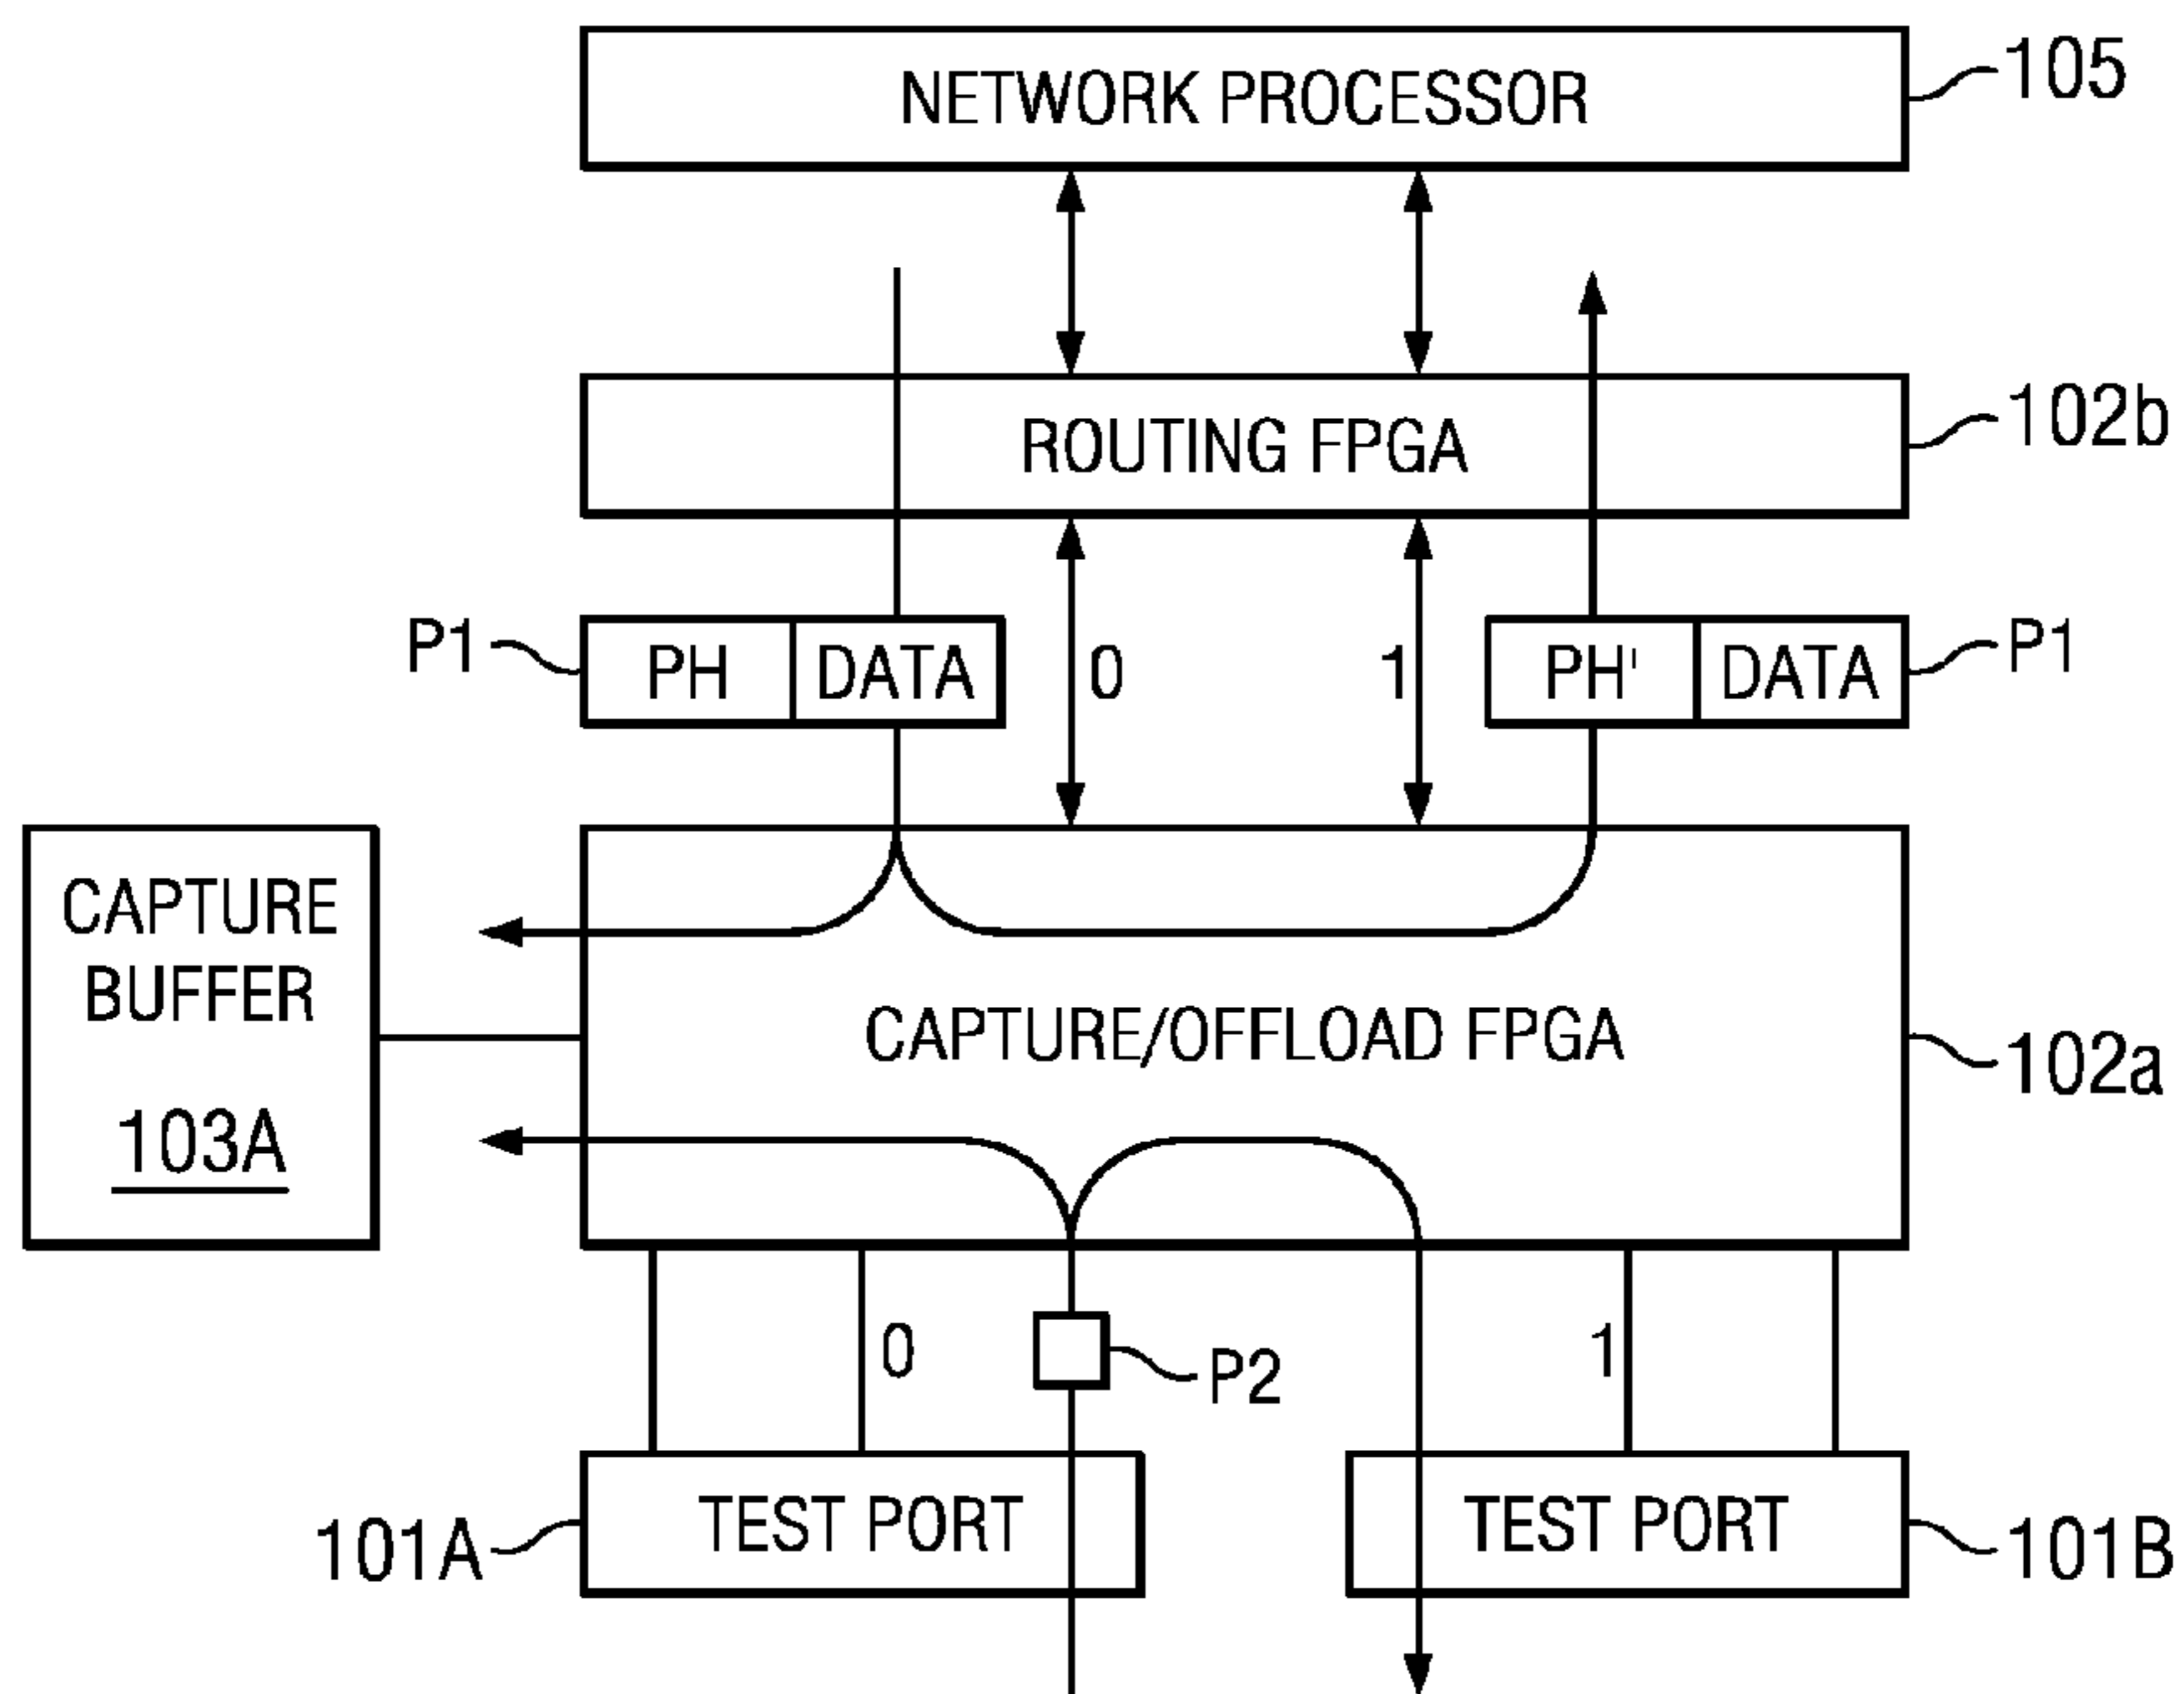 NETWORK PROCESSOR
105
ROUTING FPGA
102b
P1
PH
DATA
0
1
PH'
DATA
P1
CAPTURE
BUFFER
103A
CAPTURE/OFFLOAD FPGA
102a
0
P2
1
101A
TEST PORT
TEST PORT
101B